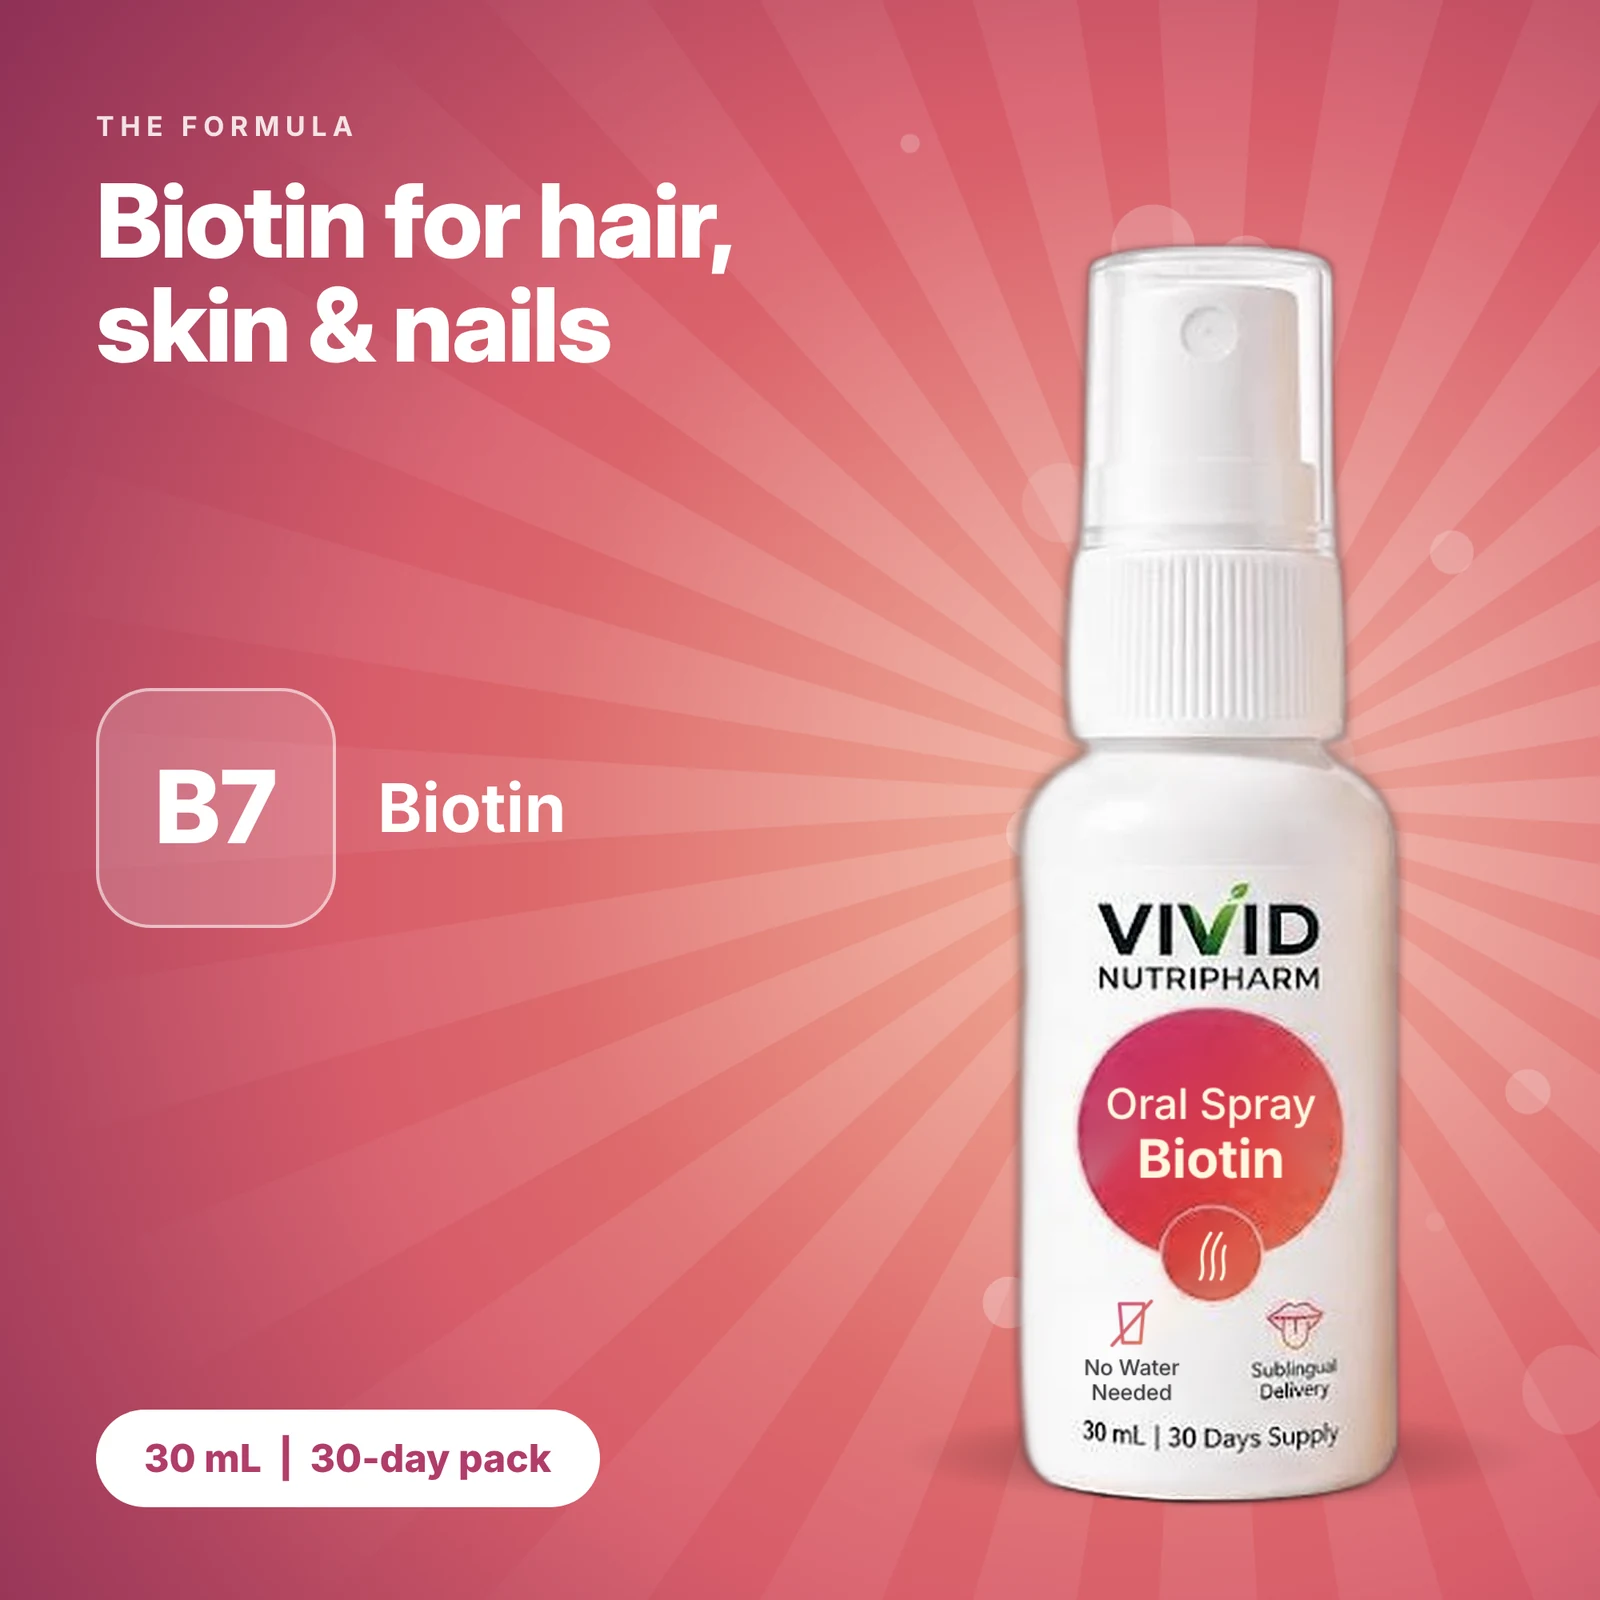 THE FORMULA
Biotin for hair,
skin & nails
B7
Biotin
30 mL | 30-day pack
VIVID
NUTRIPHARM
Oral Spray
Biotin
No Water
Needed
Sublingual
Delivery
30 mL | 30 Days Supply